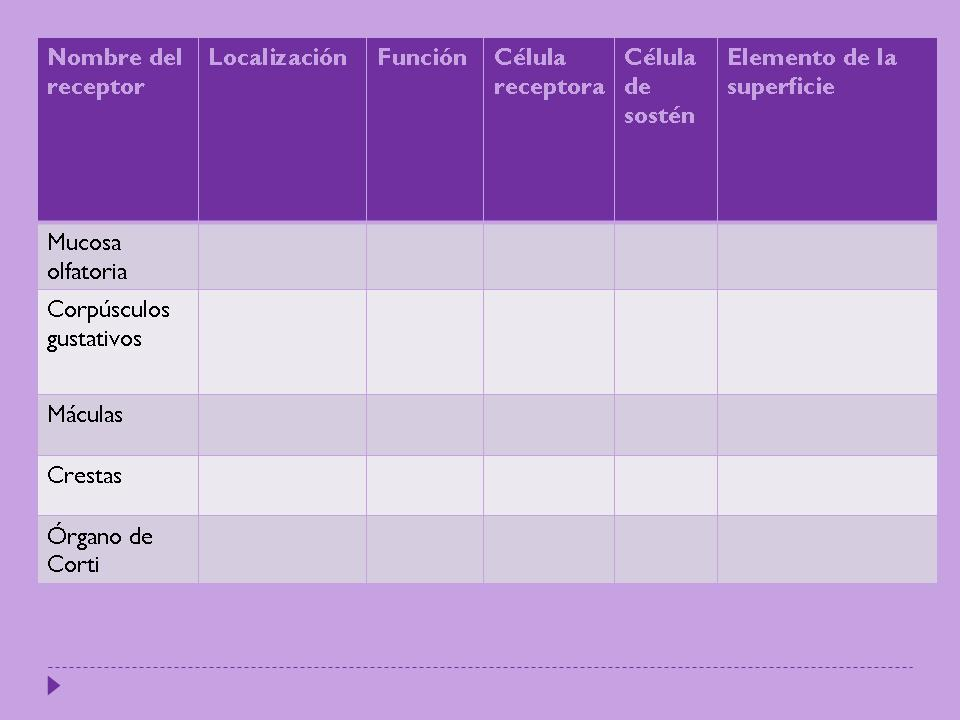 Nombre del receptor
Localización
Función
Célula receptora
Célula de sostén
Elemento de la superficie
Mucosa olfatoria
Corpúsculos gustativos
Máculas
Crestas
Órgano de Corti